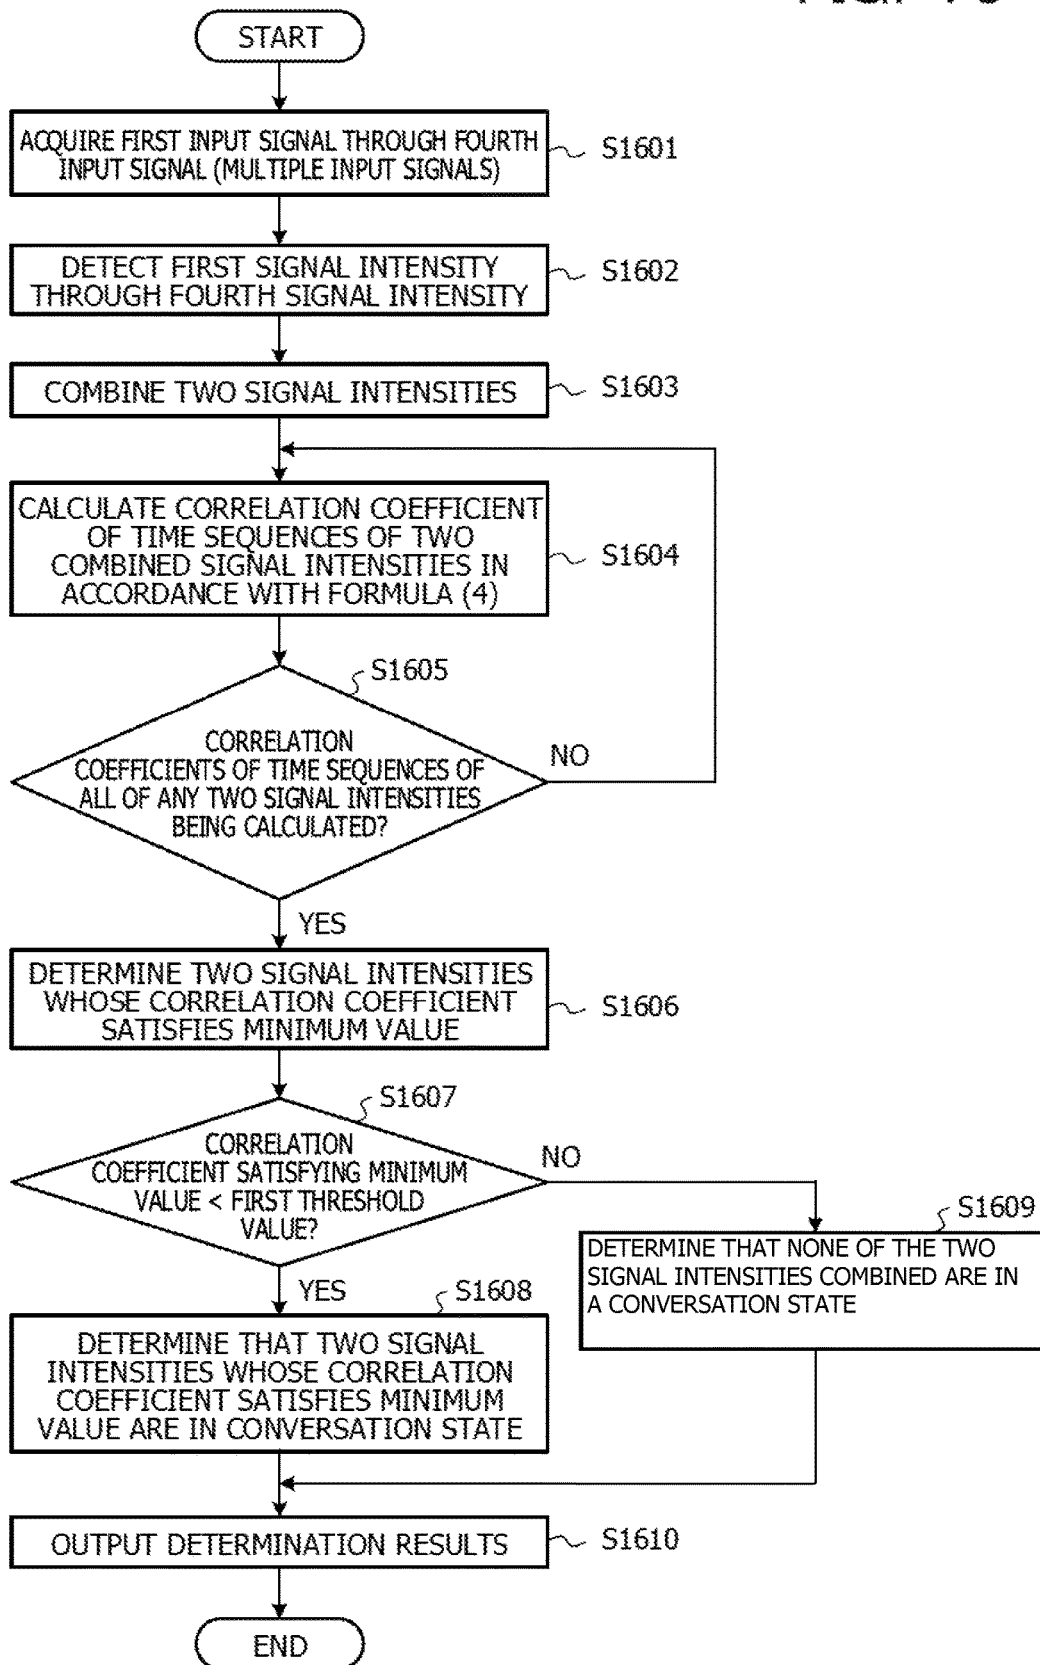 START
ACQUIRE FIRST INPUT SIGNAL THROUGH FOURTH
INPUT SIGNAL (MULTIPLE INPUT SIGNALS)
S1601
DETECT FIRST SIGNAL INTENSITY
THROUGH FOURTH SIGNAL INTENSITY
S1602
COMBINE TWO SIGNAL INTENSITIES
S1603
CALCULATE CORRELATION COEFFICIENT
OF TIME SEQUENCES OF TWO
COMBINED SIGNAL INTENSITIES IN
ACCORDANCE WITH FORMULA (4)
S1604
S1605
CORRELATION
COEFFICIENTS OF TIME SEQUENCES OF
ALL OF ANY TWO SIGNAL INTENSITIES
BEING CALCULATED?
NO
YES
DETERMINE TWO SIGNAL INTENSITIES
WHOSE CORRELATION COEFFICIENT
SATISFIES MINIMUM VALUE
S1606
S1607
CORRELATION
COEFFICIENT SATISFYING MINIMUM
VALUE < FIRST THRESHOLD
VALUE?
NO
YES
S1609
DETERMINE THAT NONE OF THE TWO
SIGNAL INTENSITIES COMBINED ARE IN
A CONVERSATION STATE
S1608
DETERMINE THAT TWO SIGNAL
INTENSITIES WHOSE CORRELATION
COEFFICIENT SATISFIES MINIMUM
VALUE ARE IN CONVERSATION STATE
OUTPUT DETERMINATION RESULTS
S1610
END